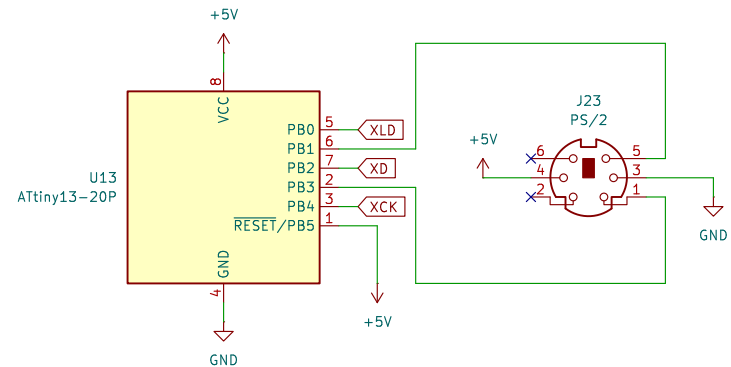 +5V
8
VCC
U13
ATtiny13-20P
PB0
5
XLD
PB1
6
PB2
7
XD
PB3
2
PB4
3
XCK
RESET/PB5
1
GND
4
GND
+5V
J23
PS/2
+5V
6
5
4
3
2
1
GND